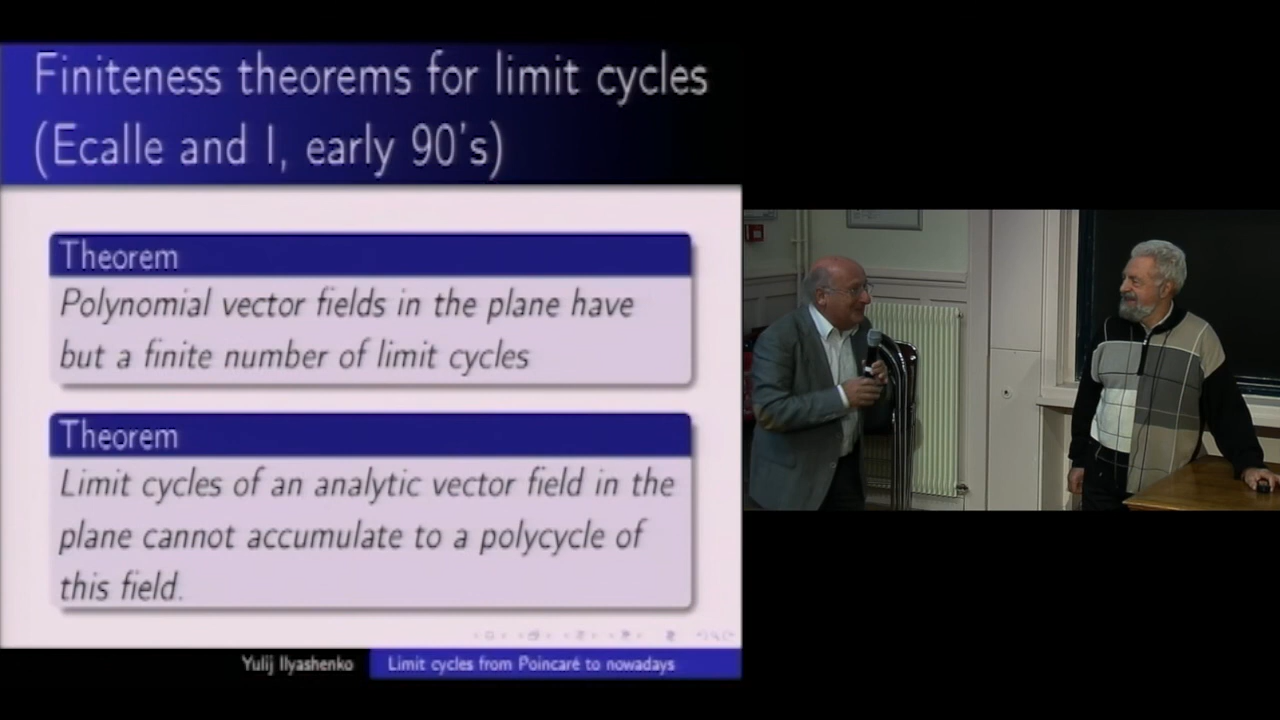 Finiteness theorems for limit cycles
(Ecalle and I, early 90's)
Theorem
Polynomial vector fields in the plane have
but a finite number of limit cycles
Theorem
Limit cycles of an analytic vector field in the
plane cannot accumulate to a polycycle of
this field.
Yulij Ilyashenko
Limit cycles from Poincaré to nowadays